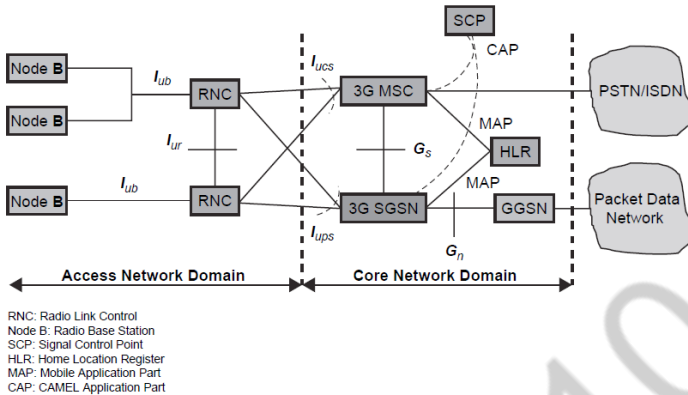 SCP
CAP
Node B
Iub
RNC
Iucs
3G MSC
PSTN/ISDN
Node B
MAP
Iur
Gs
HLR
MAP
Iub
Node B
RNC
3G SGSN
GGSN
Packet Data
Network
Iups
Gn
Access Network Domain
Core Network Domain
RNC: Radio Link Control
Node B: Radio Base Station
SCP: Signal Control Point
HLR: Home Location Register
MAP: Mobile Application Part
CAP: CAMEL Application Part